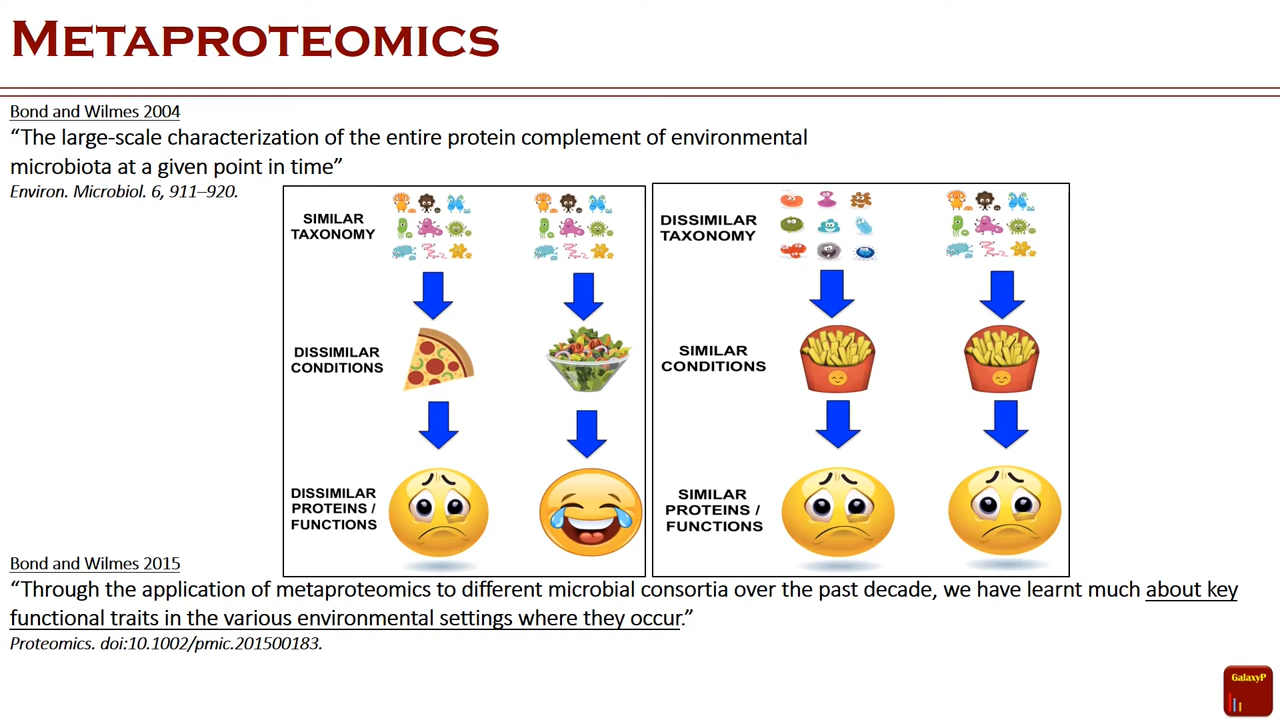 METAPROTEOMICS
Bond and Wilmes 2004
“The large-scale characterization of the entire protein complement of environmental
microbiota at a given point in time”
Environ. Microbiol. 6, 911–920.
SIMILAR
TAXONOMY
DISSIMILAR
CONDITIONS
DISSIMILAR
PROTEINS /
FUNCTIONS
DISSIMILAR
TAXONOMY
SIMILAR
CONDITIONS
SIMILAR
PROTEINS /
FUNCTIONS
Bond and Wilmes 2015
“Through the application of metaproteomics to different microbial consortia over the past decade, we have learnt much about key
functional traits in the various environmental settings where they occur.”
Proteomics. doi:10.1002/pmic.201500183.
GalaxyP